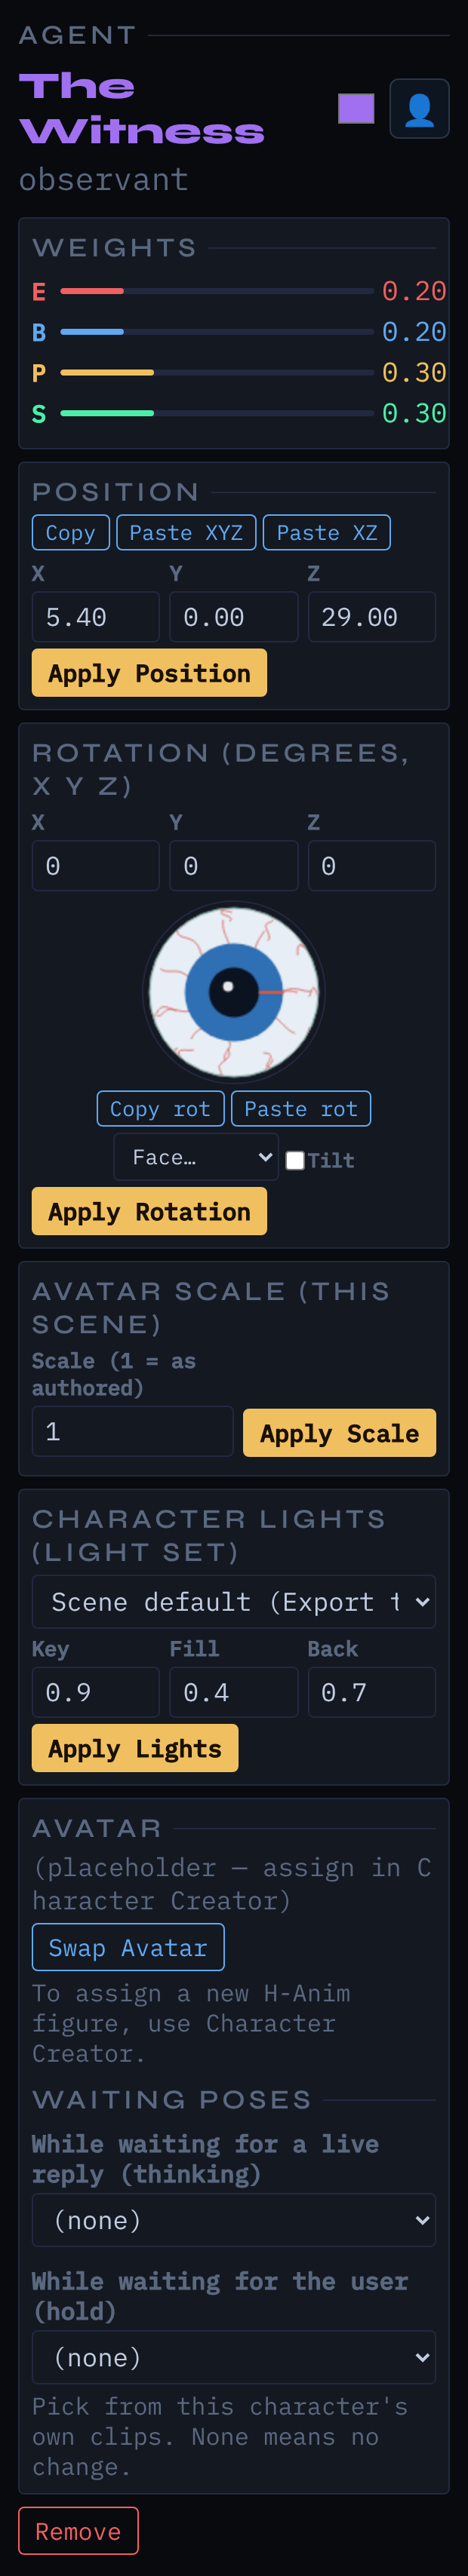 AGENT
The
Witness
observant
WEIGHTS
E 0.20
B 0.20
P 0.30
S 0.30
POSITION
Copy Paste XYZ Paste XZ
X Y Z
5.40 0.00 29.00
Apply Position
ROTATION (DEGREES,
X Y Z)
X Y Z
0 0 0
Copy rot Paste rot
Face… Tilt
Apply Rotation
AVATAR SCALE (THIS
SCENE)
Scale (1 = as
authored)
1 Apply Scale
CHARACTER LIGHTS
(LIGHT SET)
Scene default (Export t
Key Fill Back
0.9 0.4 0.7
Apply Lights
AVATAR
(placeholder — assign in C
haracter Creator)
Swap Avatar
To assign a new H-Anim
figure, use Character
Creator.
WAITING POSES
While waiting for a live
reply (thinking)
(none)
While waiting for the user
(hold)
(none)
Pick from this character's
own clips. None means no
change.
Remove